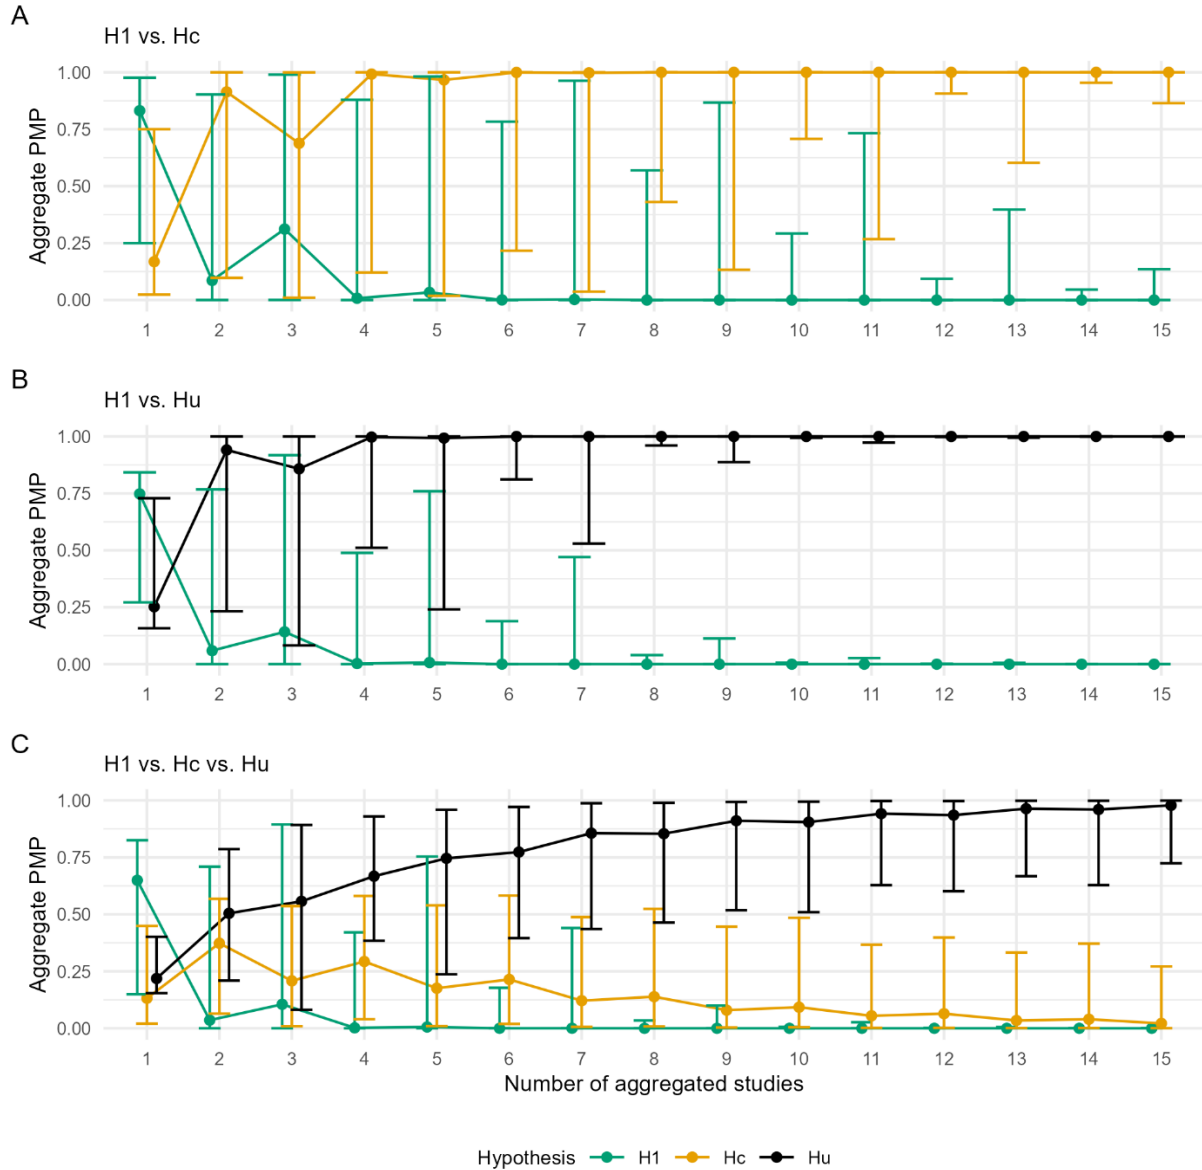 A
H1 vs. Hc
Aggregate PMP
1.00
0.75
0.50
0.25
0.00
1 2 3 4 5 6 7 8 9 10 11 12 13 14 15
B
H1 vs. Hu
Aggregate PMP
1.00
0.75
0.50
0.25
0.00
1 2 3 4 5 6 7 8 9 10 11 12 13 14 15
C
H1 vs. Hc vs. Hu
Aggregate PMP
1.00
0.75
0.50
0.25
0.00
1 2 3 4 5 6 7 8 9 10 11 12 13 14 15
Number of aggregated studies
Hypothesis H1 Hc Hu